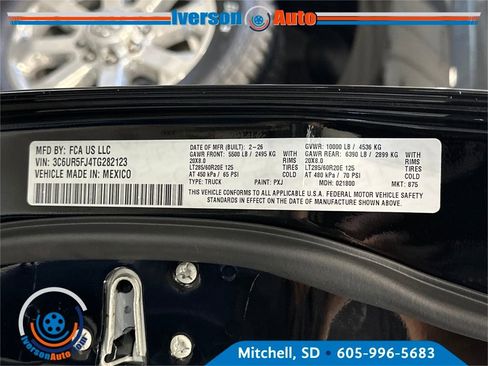 Iverson Auto
MFD BY: FCA US LLC
VIN: 3C6UR5FJ4TG282123
VEHICLE MADE IN: MEXICO
DATE OF MFR (BUILT): 2-26
GAWR FRONT: 5500 LB / 2495 KG
WITH
20X8.0 RIMS
LT285/60R20E 125 TIRES
AT 450 kPa / 65 PSI COLD
TYPE: TRUCK PAINT: PXJ
GVWR: 10000 LB / 4536 KG
GAWR REAR: 6390 LB / 2899 KG
WITH
20X8.0 RIMS
LT285/60R20E 125 TIRES
AT 480 kPa / 70 PSI COLD
MDH: 021800 MKT: 875
THIS VEHICLE CONFORMS TO ALL APPLICABLE U.S.A. FEDERAL MOTOR VEHICLE SAFETY
STANDARDS IN EFFECT ON THE DATE OF MANUFACTURE SHOWN ABOVE.
Iverson
Auto
Mitchell, SD • 605-996-5683